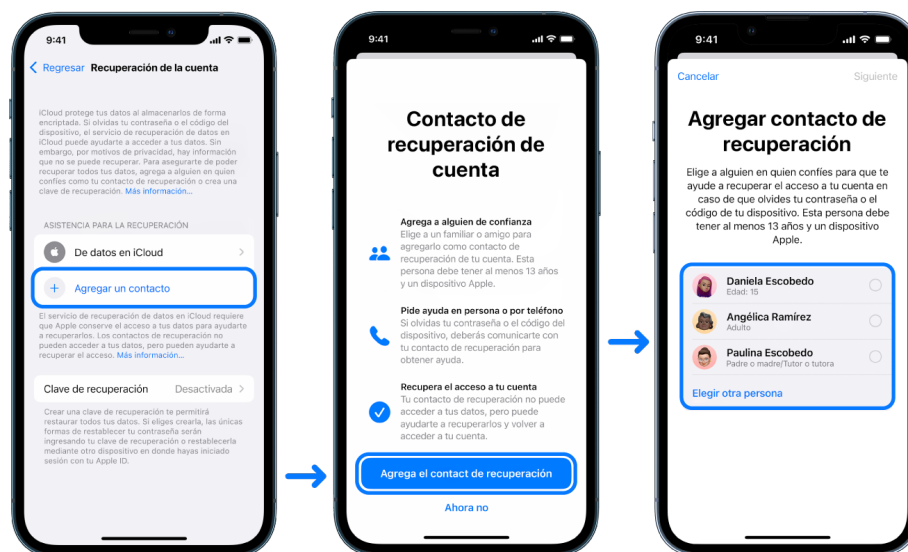 9:41
Regresar Recuperación de la cuenta
iCloud protege tus datos al almacenarlos de forma
encriptada. Si olvidas tu contraseña o el código del
dispositivo, el servicio de recuperación de datos en
iCloud puede ayudarte a acceder a tus datos. Sin
embargo, por motivos de privacidad, hay información
que no se puede recuperar. Para asegurarte de poder
recuperar todos tus datos, agrega a alguien en quien
confíes como tu contacto de recuperación o crea una
clave de recuperación. Más información...
ASISTENCIA PARA LA RECUPERACIÓN
De datos en iCloud
Agregar un contacto
El servicio de recuperación de datos en iCloud requiere
que Apple conserve el acceso a tus datos para ayudarte
a recuperarlos. Los contactos de recuperación no
pueden acceder a tus datos, pero pueden ayudarte a
recuperar el acceso. Más información...
Clave de recuperación Desactivada
Crear una clave de recuperación te permitirá
restaurar todos tus datos. Si eliges crearla, las únicas
formas de restablecer tu contraseña serán
ingresando tu clave de recuperación o restablecerla
mediante otro dispositivo en donde hayas iniciado
sesión con tu Apple ID.
9:41
Contacto de
recuperación de
cuenta
Agrega a alguien de confianza
Elige a un familiar o amigo para
agregarlo como contacto de
recuperación de tu cuenta. Esta
persona debe tener al menos 13 años
y un dispositivo Apple.
Pide ayuda en persona o por teléfono
Si olvidas tu contraseña o el código del
dispositivo, deberás comunicarte con
tu contacto de recuperación para
obtener ayuda.
Recupera el acceso a tu cuenta
Tu contacto de recuperación no puede
acceder a tus datos, pero puede
ayudarte a recuperarlos y volver a
acceder a tu cuenta.
Agrega el contact de recuperación
Ahora no
9:41
Cancelar Siguiente
Agregar contacto de
recuperación
Elige a alguien en quien confíes para que te
ayude a recuperar el acceso a tu cuenta en
caso de que olvides tu contraseña o el
código de tu dispositivo. Esta persona debe
tener al menos 13 años y un dispositivo
Apple.
Daniela Escobedo
Edad: 15
Angélica Ramírez
Adulto
Paulina Escobedo
Padre o madre/Tutor o tutora
Elegir otra persona